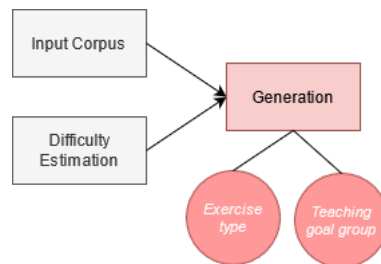 Input Corpus
Generation
Difficulty
Estimation
Exercise
type
Teaching
goal group